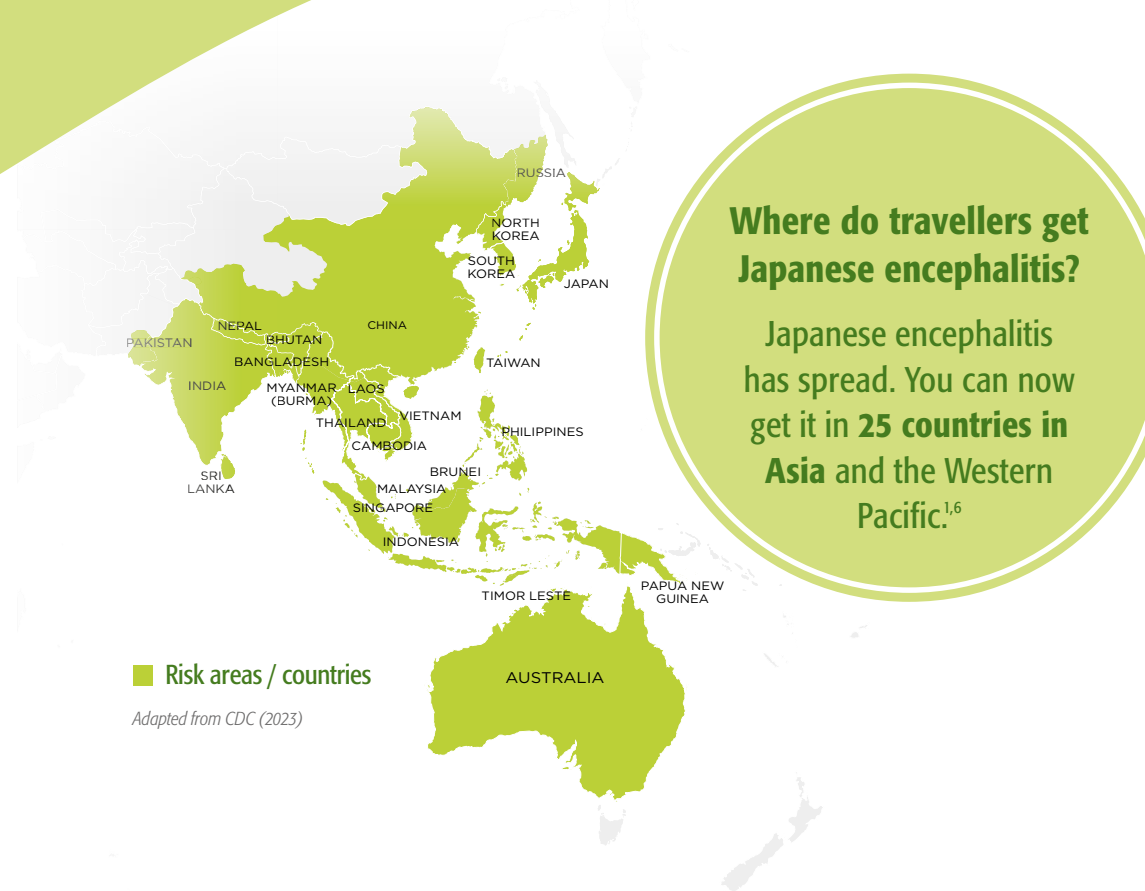 RUSSIA
NORTH
KOREA
SOUTH
KOREA
JAPAN
NEPAL
CHINA
BHUTAN
PAKISTAN
BANGLADESH
TAIWAN
INDIA
MYANMAR
(BURMA)
LAOS
VIETNAM
THAILAND
PHILIPPINES
CAMBODIA
BRUNEI
SRI
LANKA
MALAYSIA
SINGAPORE
INDONESIA
TIMOR LESTE
PAPUA NEW
GUINEA
AUSTRALIA
Risk areas / countries
Adapted from CDC (2023)
Where do travellers get
Japanese encephalitis?
Japanese encephalitis
has spread. You can now
get it in 25 countries in
Asia and the Western
Pacific.1,6